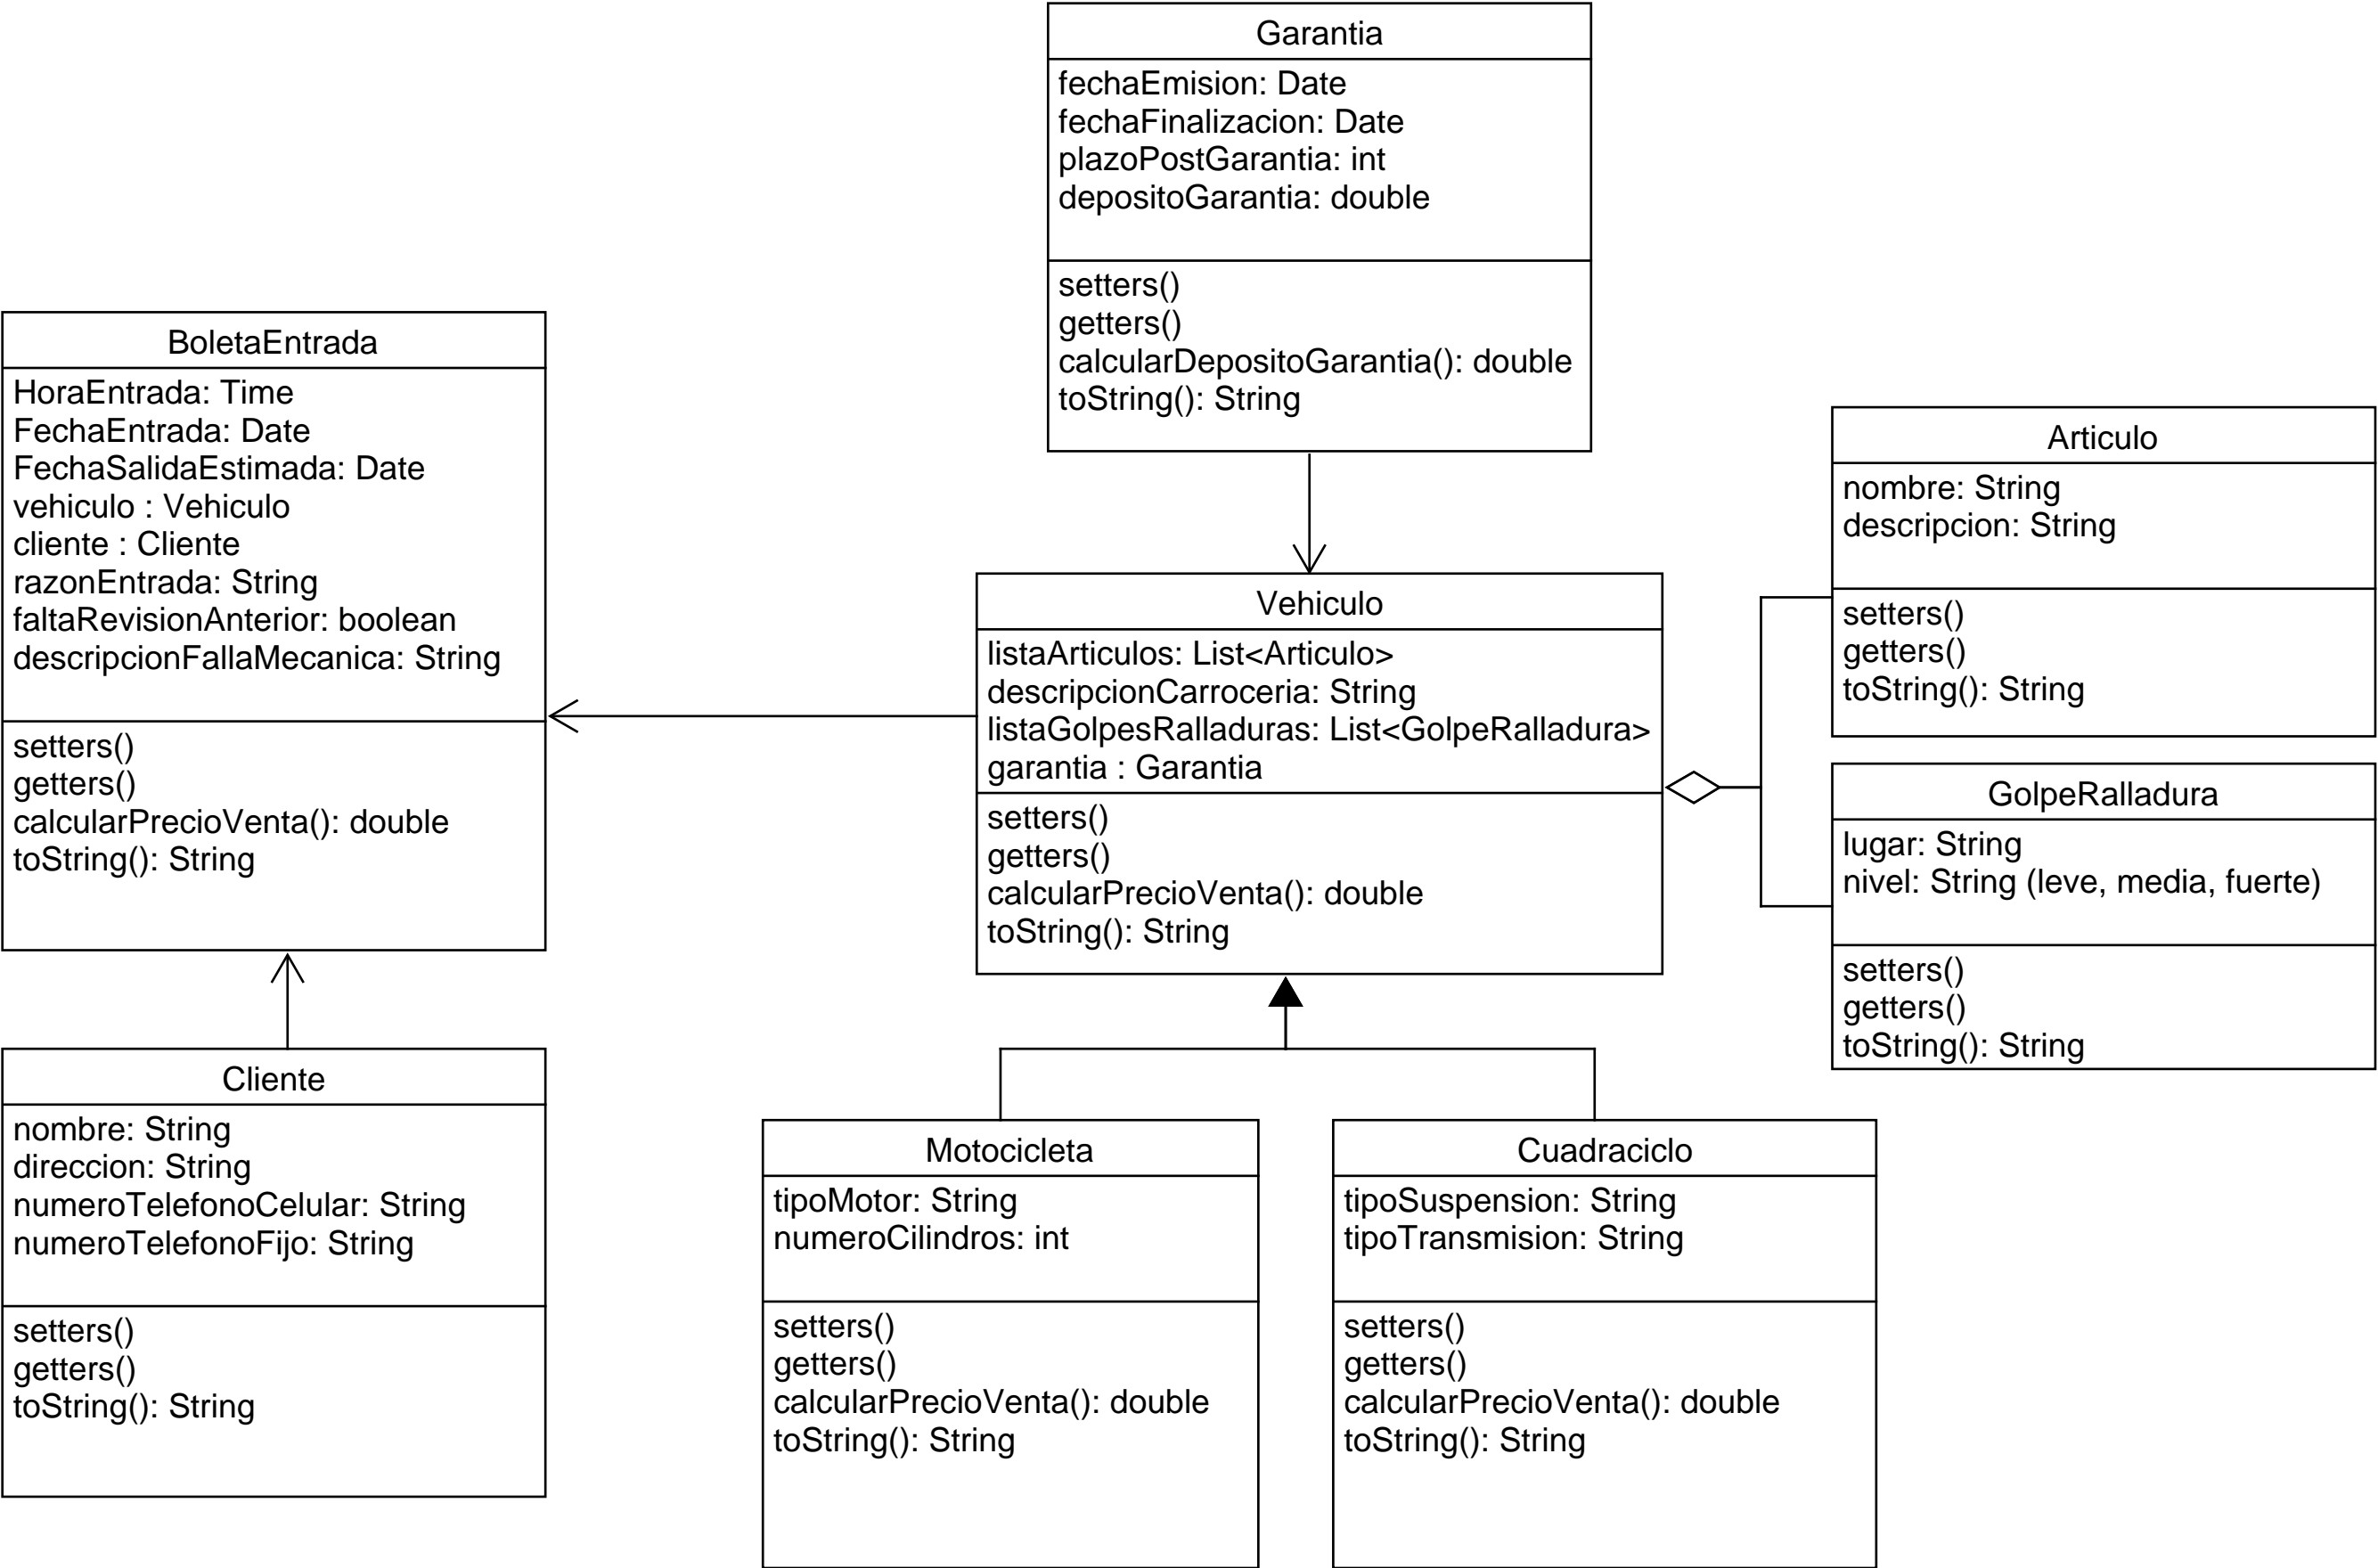 Garantia
fechaEmision: Date
fechaFinalizacion: Date
plazoPostGarantia: int
depositoGarantia: double
setters()
getters()
calcularDepositoGarantia(): double
toString(): String
BoletaEntrada
HoraEntrada: Time
FechaEntrada: Date
FechaSalidaEstimada: Date
vehiculo : Vehiculo
cliente : Cliente
razonEntrada: String
faltaRevisionAnterior: boolean
descripcionFallaMecanica: String
setters()
getters()
calcularPrecioVenta(): double
toString(): String
Articulo
nombre: String
descripcion: String
setters()
getters()
toString(): String
Vehiculo
listaArticulos: List<Articulo>
descripcionCarroceria: String
listaGolpesRalladuras: List<GolpeRalladura>
garantia : Garantia
setters()
getters()
calcularPrecioVenta(): double
toString(): String
GolpeRalladura
lugar: String
nivel: String (leve, media, fuerte)
setters()
getters()
toString(): String
Cliente
nombre: String
direccion: String
numeroTelefonoCelular: String
numeroTelefonoFijo: String
setters()
getters()
toString(): String
Motocicleta
tipoMotor: String
numeroCilindros: int
setters()
getters()
calcularPrecioVenta(): double
toString(): String
Cuadraciclo
tipoSuspension: String
tipoTransmision: String
setters()
getters()
calcularPrecioVenta(): double
toString(): String